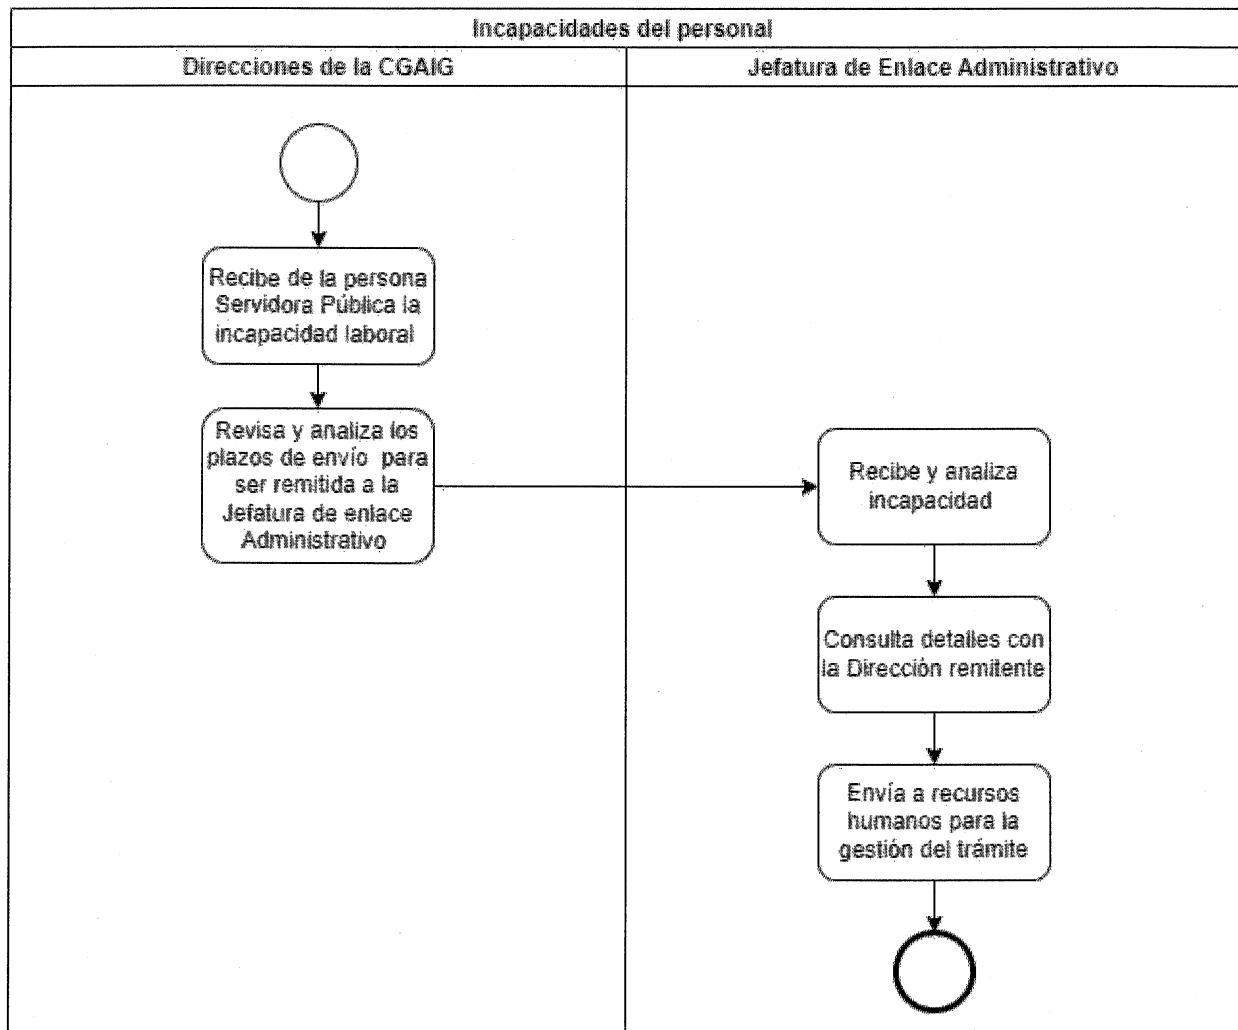 Incapacidades del personal
Direcciones de la CGAIG
Jefatura de Enlace Administrativo
Recibe de la persona
Servidora Pública la
incapacidad laboral
Revisa y analiza los
plazos de envío para
ser remitida a la
Jefatura de enlace
Administrativo
Recibe y analiza
incapacidad
Consulta detalles con
la Dirección remitente
Envía a recursos
humanos para la
gestión del trámite